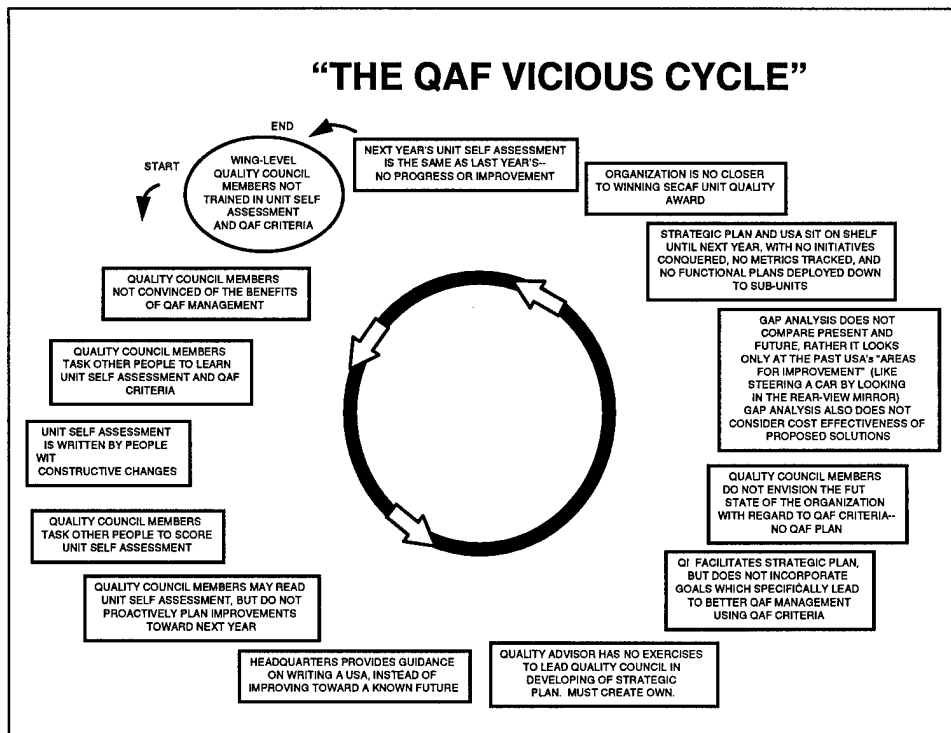 “THE QAF VICIOUS CYCLE”
END
START
WING-LEVEL
QUALITY COUNCIL
MEMBERS NOT
TRAINED IN UNIT SELF
ASSESSMENT
AND QAF CRITERIA
QUALITY COUNCIL MEMBERS
NOT CONVINCED OF THE BENEFITS
OF QAF MANAGEMENT
QUALITY COUNCIL MEMBERS
TASK OTHER PEOPLE TO LEARN
UNIT SELF ASSESSMENT AND QAF
CRITERIA
UNIT SELF ASSESSMENT
IS WRITTEN BY PEOPLE
WIT
CONSTRUCTIVE CHANGES
QUALITY COUNCIL MEMBERS
TASK OTHER PEOPLE TO SCORE
UNIT SELF ASSESSMENT
QUALITY COUNCIL MEMBERS MAY READ
UNIT SELF ASSESSMENT, BUT DO NOT
PROACTIVELY PLAN IMPROVEMENTS
TOWARD NEXT YEAR
HEADQUARTERS PROVIDES GUIDANCE
ON WRITING A USA, INSTEAD OF
IMPROVING TOWARD A KNOWN FUTURE
QUALITY ADVISOR HAS NO EXERCISES
TO LEAD QUALITY COUNCIL IN
DEVELOPING OF STRATEGIC
PLAN. MUST CREATE OWN.
QI FACILITATES STRATEGIC PLAN,
BUT DOES NOT INCORPORATE
GOALS WHICH SPECIFICALLY LEAD
TO BETTER QAF MANAGEMENT
USING QAF CRITERIA
QUALITY COUNCIL MEMBERS
DO NOT ENVISION THE FUT
STATE OF THE ORGANIZATION
WITH REGARD TO QAF CRITERIA--
NO QAF PLAN
GAP ANALYSIS DOES NOT
COMPARE PRESENT AND
FUTURE, RATHER IT LOOKS
ONLY AT THE PAST USA's "AREAS
FOR IMPROVEMENT" (LIKE
STEERING A CAR BY LOOKING
IN THE REAR-VIEW MIRROR)
GAP ANALYSIS ALSO DOES NOT
CONSIDER COST EFFECTIVENESS OF
PROPOSED SOLUTIONS
STRATEGIC PLAN AND USA SIT ON SHELF
UNTIL NEXT YEAR, WITH NO INITIATIVES
CONQUERED, NO METRICS TRACKED, AND
NO FUNCTIONAL PLANS DEPLOYED DOWN
TO SUB-UNITS
ORGANIZATION IS NO CLOSER
TO WINNING SECAF UNIT QUALITY
AWARD
NEXT YEAR'S UNIT SELF ASSESSMENT
IS THE SAME AS LAST YEAR'S--
NO PROGRESS OR IMPROVEMENT